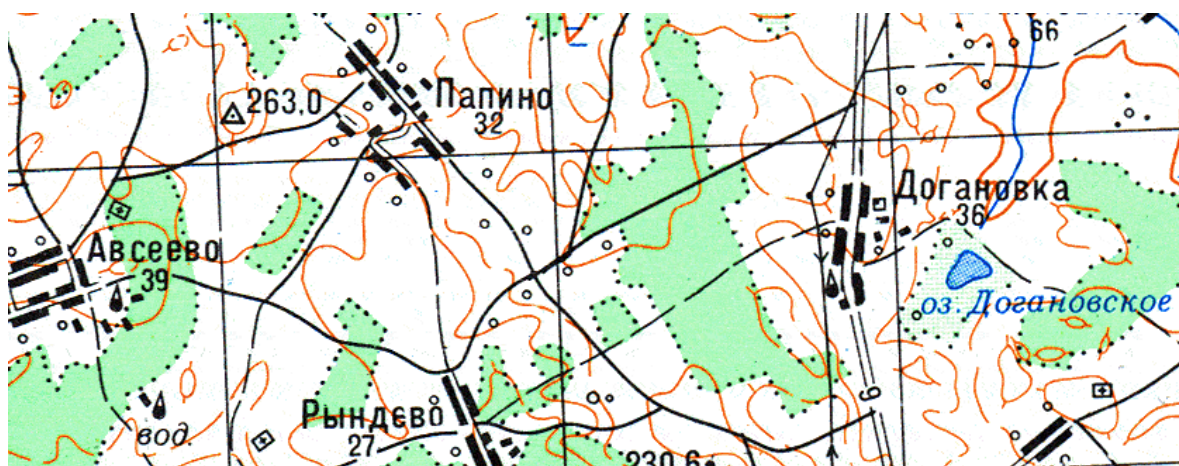 66
263,0
Папино
32
Догановка
36
Авсеево
39
оз. Догановское
6
Рындево
27
вод.
230,6